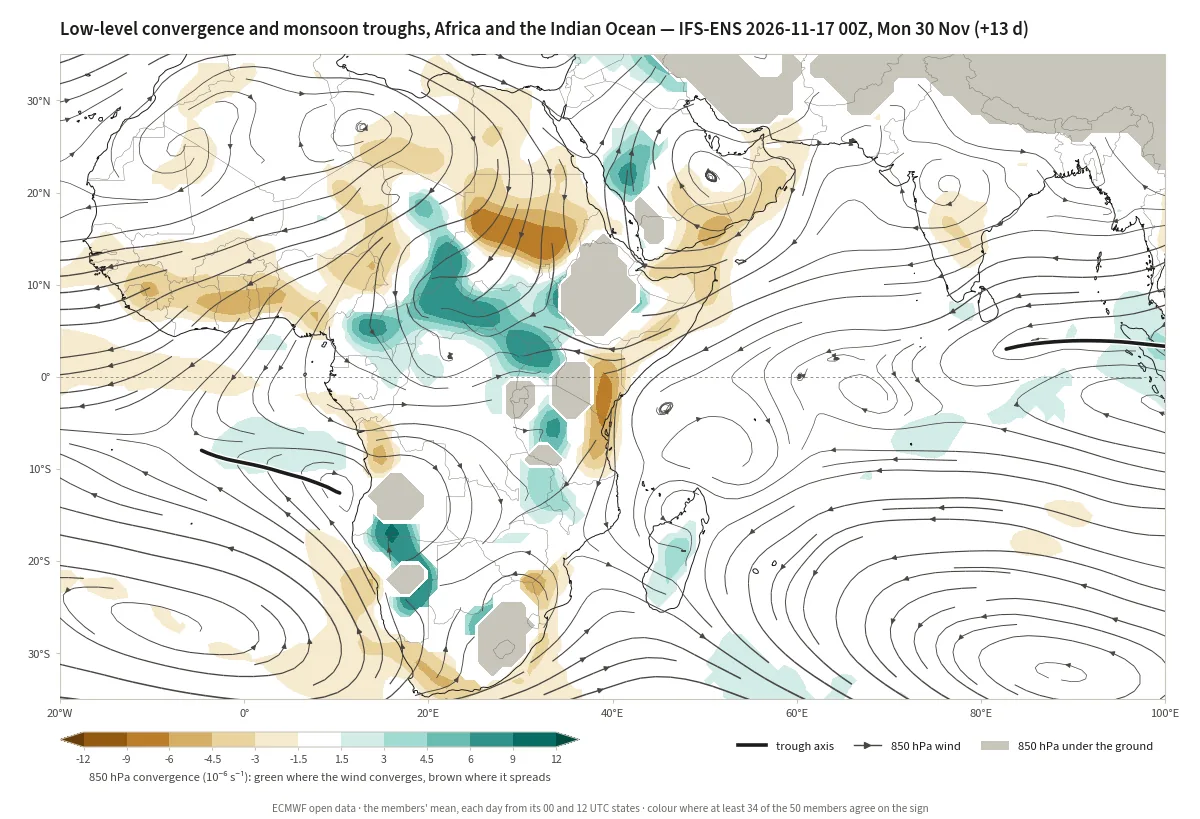 Low-level convergence and monsoon troughs, Africa and the Indian Ocean — IFS-ENS 2026-11-17 00Z, Mon 30 Nov (+13 d)
30°N
20°N
10°N
0°
10°S
20°S
30°S
20°W 0° 20°E 40°E 60°E 80°E 100°E
-12 -9 -6 -4.5 -3 -1.5 1.5 3 4.5 6 9 12
850 hPa convergence (10⁻⁶ s⁻¹): green where the wind converges, brown where it spreads
trough axis 850 hPa wind 850 hPa under the ground
ECMWF open data · the members' mean, each day from its 00 and 12 UTC states · colour where at least 34 of the 50 members agree on the sign